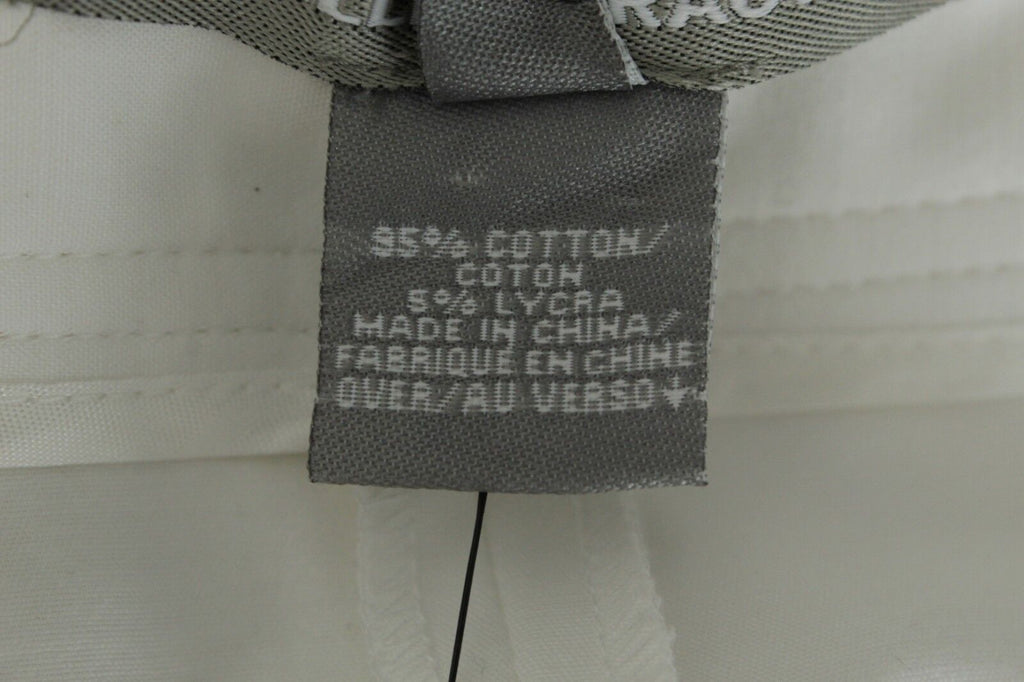 95% COTTON/
COTON
5% LYCRA
MADE IN CHINA/
FABRIQUE EN CHINE
OVER/AU VERSO